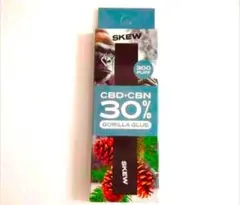 SKEW
300
PUFF
CBD+CBN
30%
GORILLA GLUE
SKEW